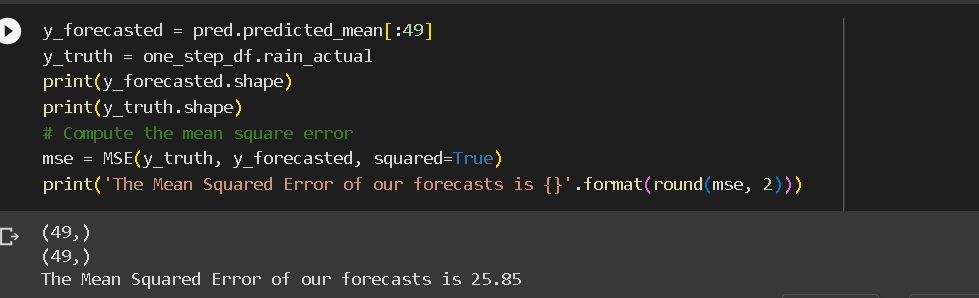 y_forecasted = pred.predicted_mean[:49]
y_truth = one_step_df.rain_actual
print(y_forecasted.shape)
print(y_truth.shape)
# Compute the mean square error
mse = MSE(y_truth, y_forecasted, squared=True)
print('The Mean Squared Error of our forecasts is {}'.format(round(mse, 2)))
(49,)
(49,)
The Mean Squared Error of our forecasts is 25.85